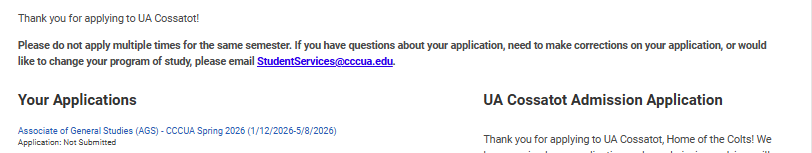 Thank you for applying to UA Cossatot!
Please do not apply multiple times for the same semester. If you have questions about your application, need to make corrections on your application, or would
like to change your program of study, please email StudentServices@cccua.edu.
Your Applications
Associate of General Studies (AGS) - CCCUA Spring 2026 (1/12/2026-5/8/2026)
Application: Not Submitted
UA Cossatot Admission Application
Thank you for applying to UA Cossatot, Home of the Colts! We